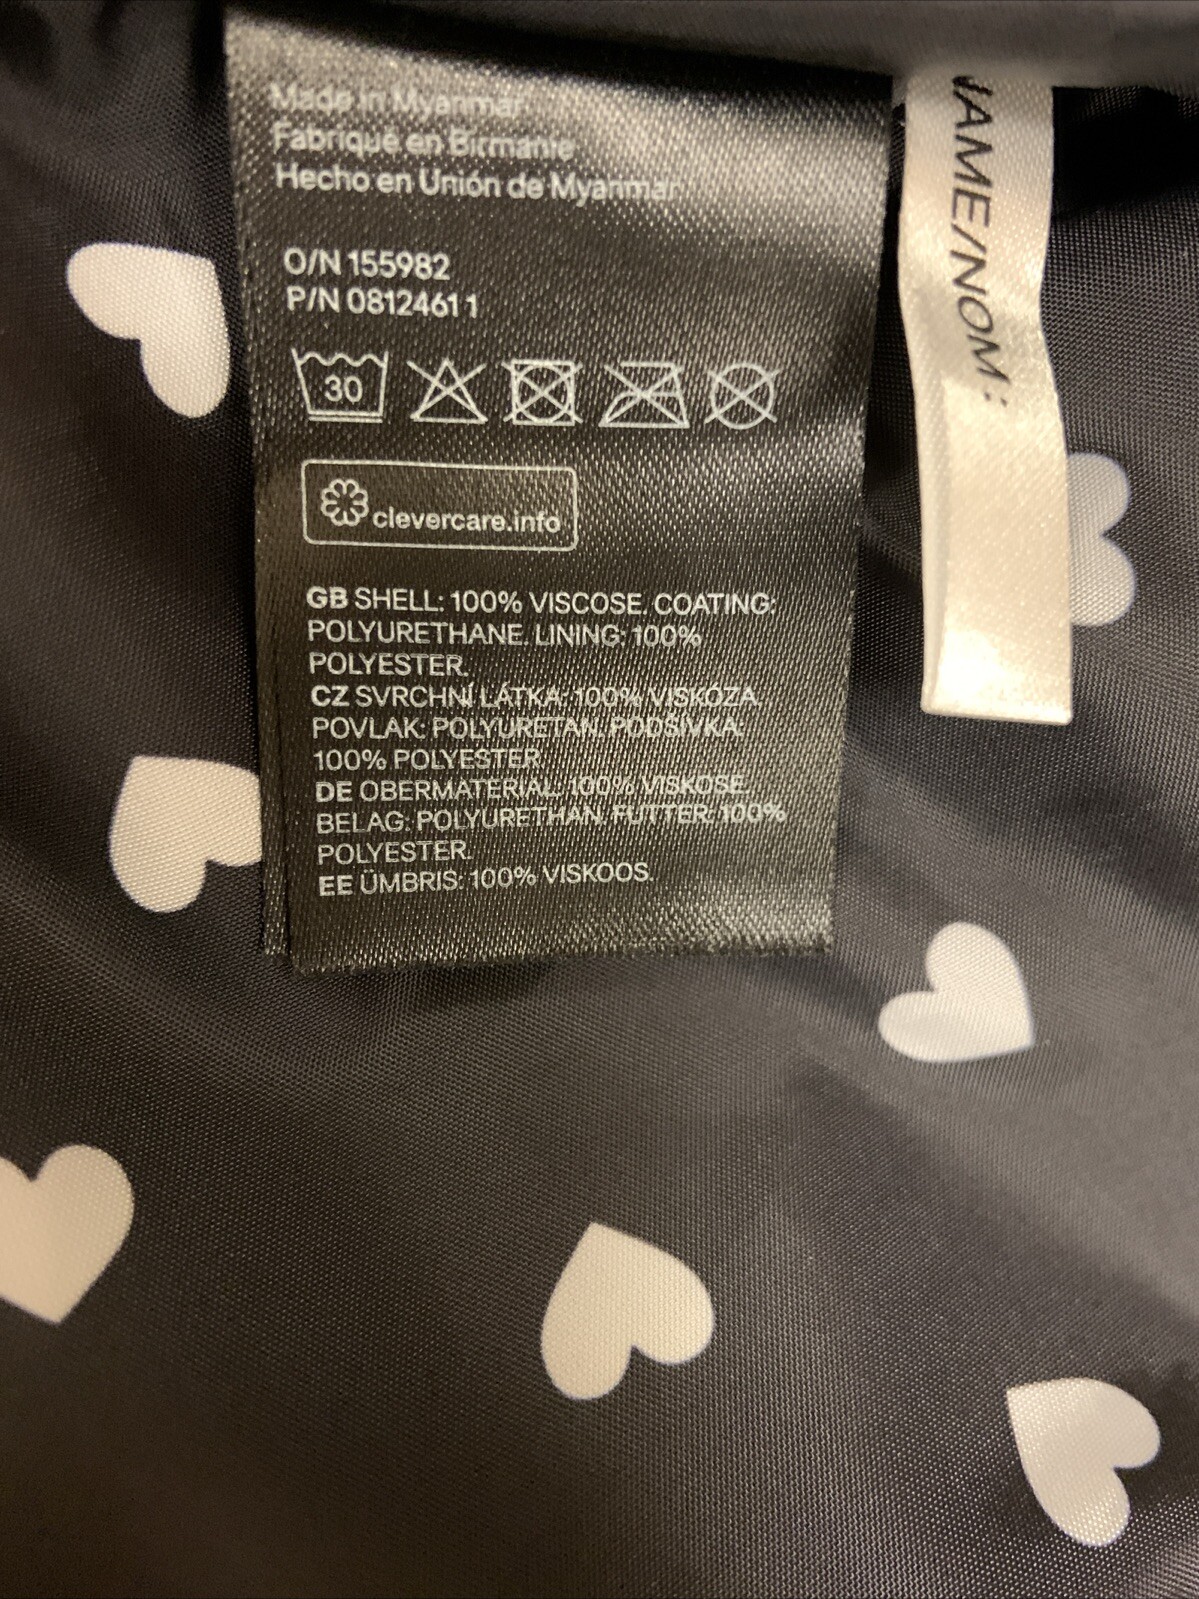 Made in Myanmar
Fabriqué en Birmanie
Hecho en Unión de Myanmar
O/N 155982
P/N 08124611
30
clevercare.info
GB SHELL: 100% VISCOSE. COATING:
POLYURETHANE. LINING: 100%
POLYESTER.
CZ SVRCHNÍ LÁTKA: 100% VISKÓZA.
POVLAK: POLYURETAN. PODŠÍVKA:
100% POLYESTER.
DE OBERMATERIAL: 100% VISKOSE.
BELAG: POLYURETHAN. FUTTER: 100%
POLYESTER.
EE ÜMBRIS: 100% VISKOOS.
NAME/NOM: